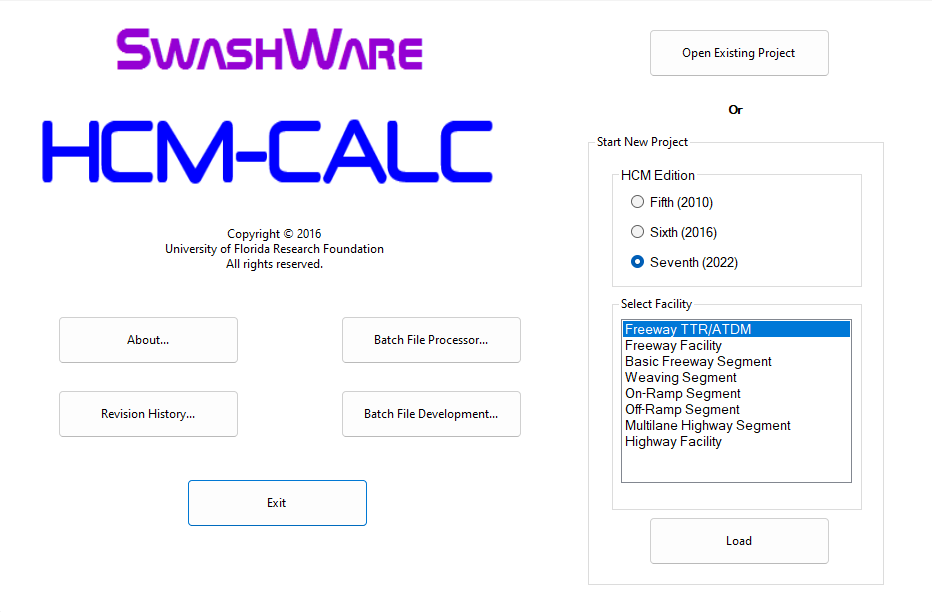 SWASHWARE
HCM-CALC
Copyright © 2016
University of Florida Research Foundation
All rights reserved.
About...
Batch File Processor...
Revision History...
Batch File Development...
Exit
Open Existing Project
Or
Start New Project
HCM Edition
Fifth (2010)
Sixth (2016)
Seventh (2022)
Select Facility
Freeway TTR/ATDM
Freeway Facility
Basic Freeway Segment
Weaving Segment
On-Ramp Segment
Off-Ramp Segment
Multilane Highway Segment
Highway Facility
Load